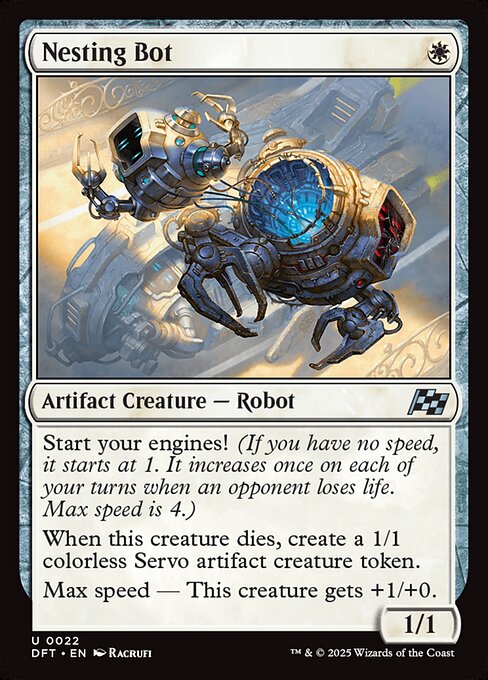 Nesting Bot
Artifact Creature — Robot
Start your engines! (If you have no speed,
it starts at 1. It increases once on each of
your turns when an opponent loses life.
Max speed is 4.)
When this creature dies, create a 1/1
colorless Servo artifact creature token.
Max speed — This creature gets +1/+0.
1/1
U 0022
DFT • EN Racrufi
™ & © 2025 Wizards of the Coast